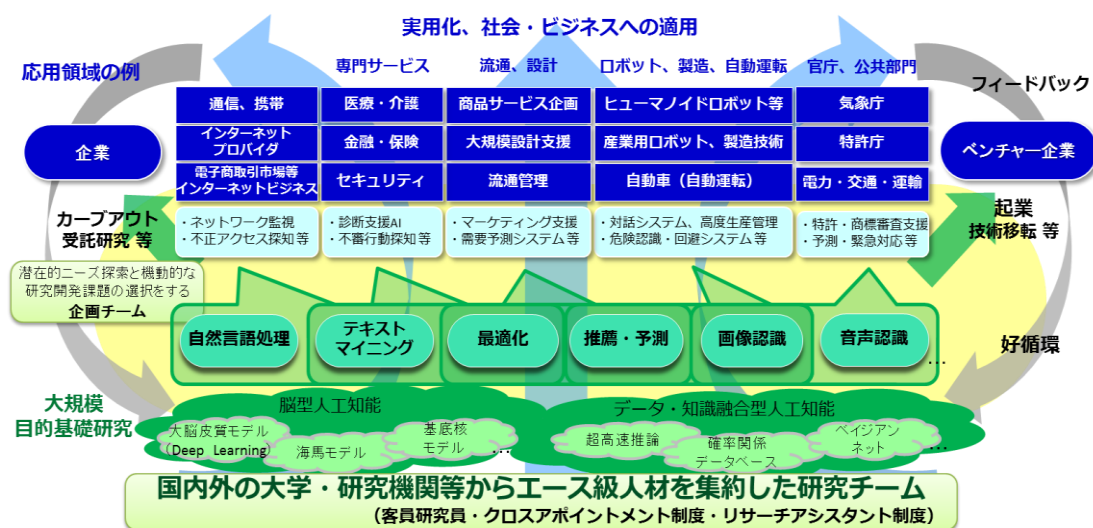 実用化、社会・ビジネスへの適用
応用領域の例
専門サービス
流通、設計
ロボット、製造、自動運転
官庁、公共部門
フィードバック
企業
ベンチャー企業
通信、携帯
医療・介護
商品サービス企画
ヒューマノイドロボット等
気象庁
インターネット
プロバイダ
金融・保険
大規模設計支援
産業用ロボット、製造技術
特許庁
電子商取引市場等
インターネットビジネス
セキュリティ
流通管理
自動車（自動運転）
電力・交通・運輸
カーブアウト
受託研究 等
・ネットワーク監視
・不正アクセス探知等
・診断支援AI
・不審行動探知等
・マーケティング支援
・需要予測システム等
・対話システム、高度生産管理
・危険認識・回避システム等
・特許・商標審査支援
・予測・緊急対応等
起業
技術移転 等
潜在的ニーズ探索と機動的な
研究開発課題の選択をする
企画チーム
自然言語処理
テキスト
マイニング
最適化
推薦・予測
画像認識
音声認識
…
好循環
大規模
目的基礎研究
脳型人工知能
大脳皮質モデル
（Deep Learning）
海馬モデル
基底核
モデル
…
データ・知識融合型人工知能
超高速推論
確率関係
データベース
ベイジアン
ネット
…
国内外の大学・研究機関等からエース級人材を集約した研究チーム
（客員研究員・クロスアポイントメント制度・リサーチアシスタント制度）